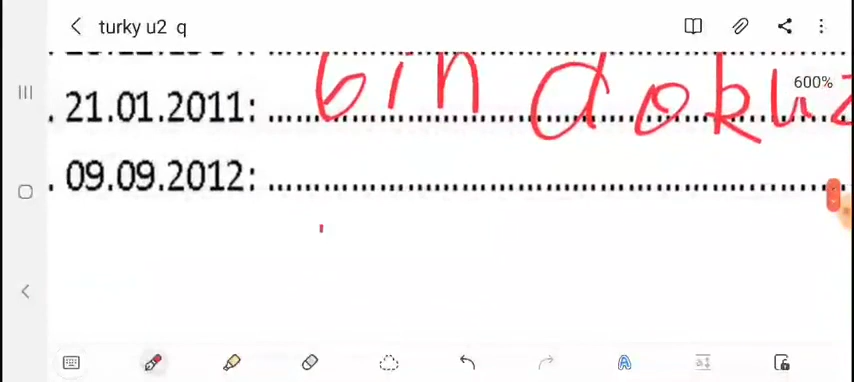 turky u2 q
600%
bin dokuz
. 21.01.2011: ........................
. 09.09.2012: ........................